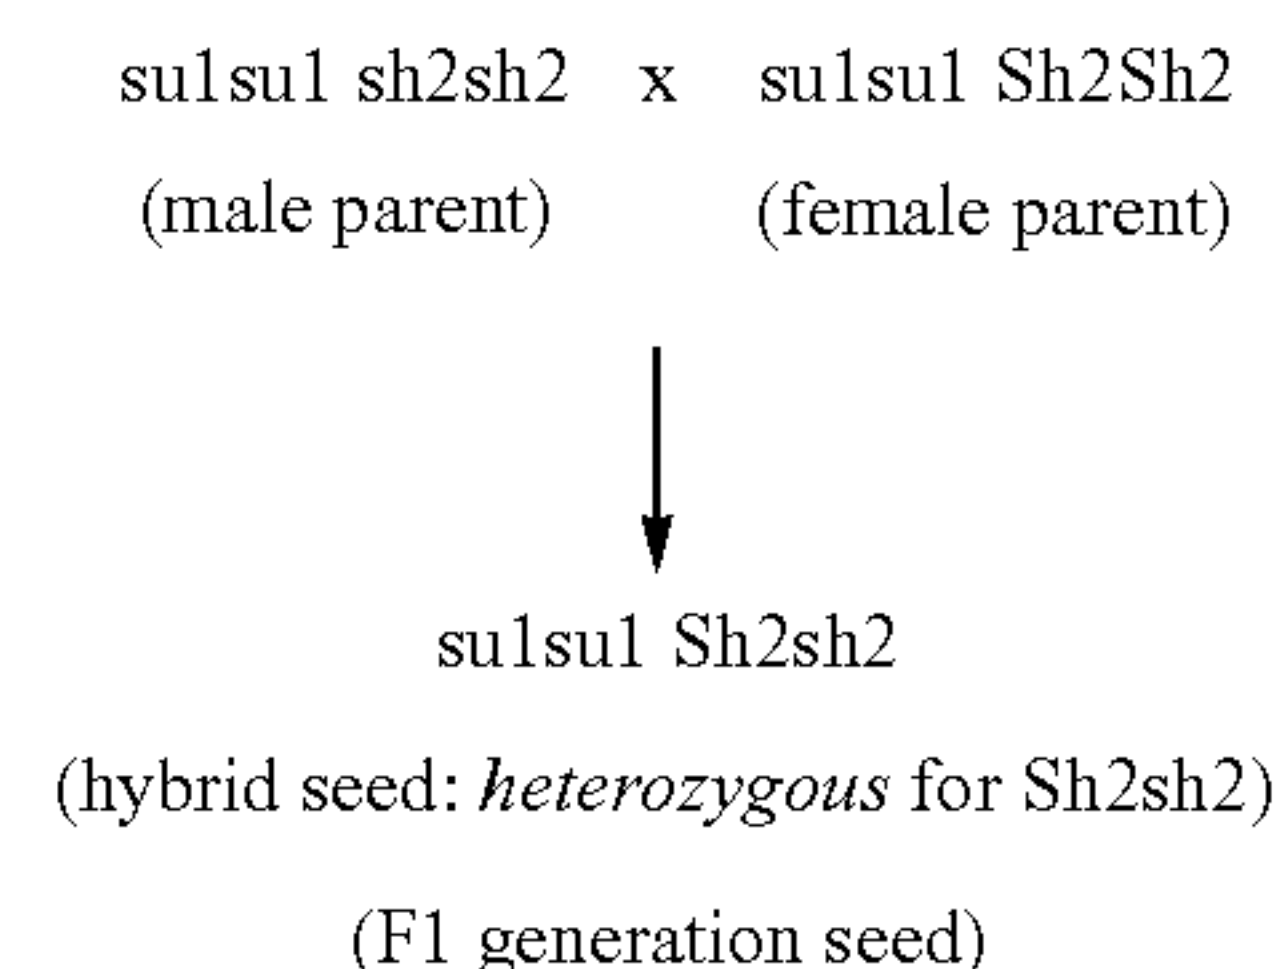 su1su1 sh2sh2 x su1su1 Sh2Sh2
(male parent) (female parent)
su1su1 Sh2sh2
(hybrid seed: heterozygous for Sh2sh2)
(F1 generation seed)